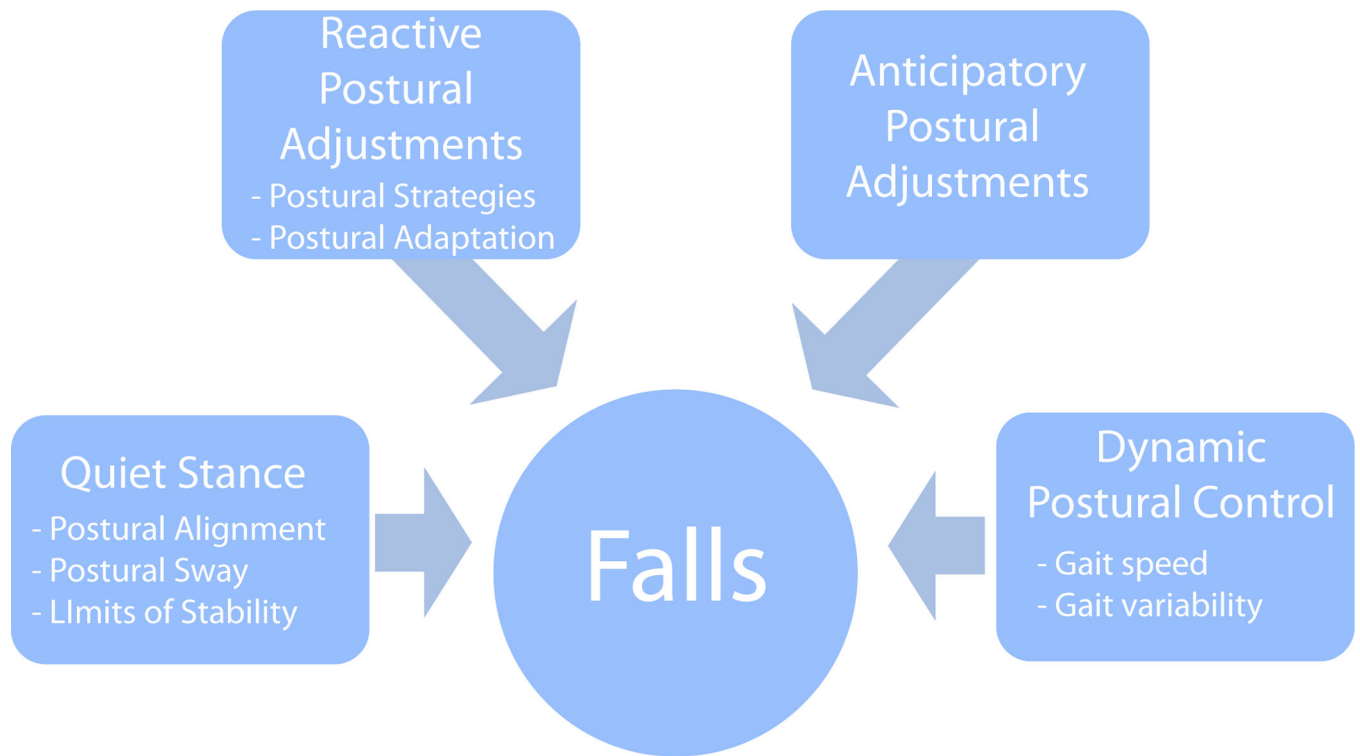 Reactive
Postural
Adjustments
- Postural Strategies
- Postural Adaptation
Anticipatory
Postural
Adjustments
Quiet Stance
- Postural Alignment
- Postural Sway
- LImits of Stability
Falls
Dynamic
Postural Control
- Gait speed
- Gait variability